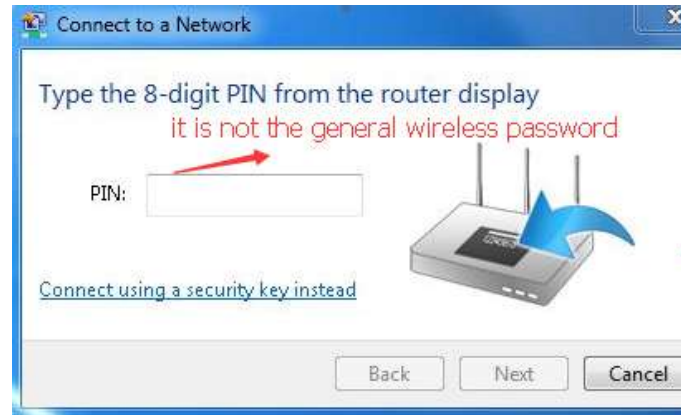 Connect to a Network
Type the 8-digit PIN from the router display
it is not the general wireless password
PIN:
Connect using a security key instead
Back
Next
Cancel